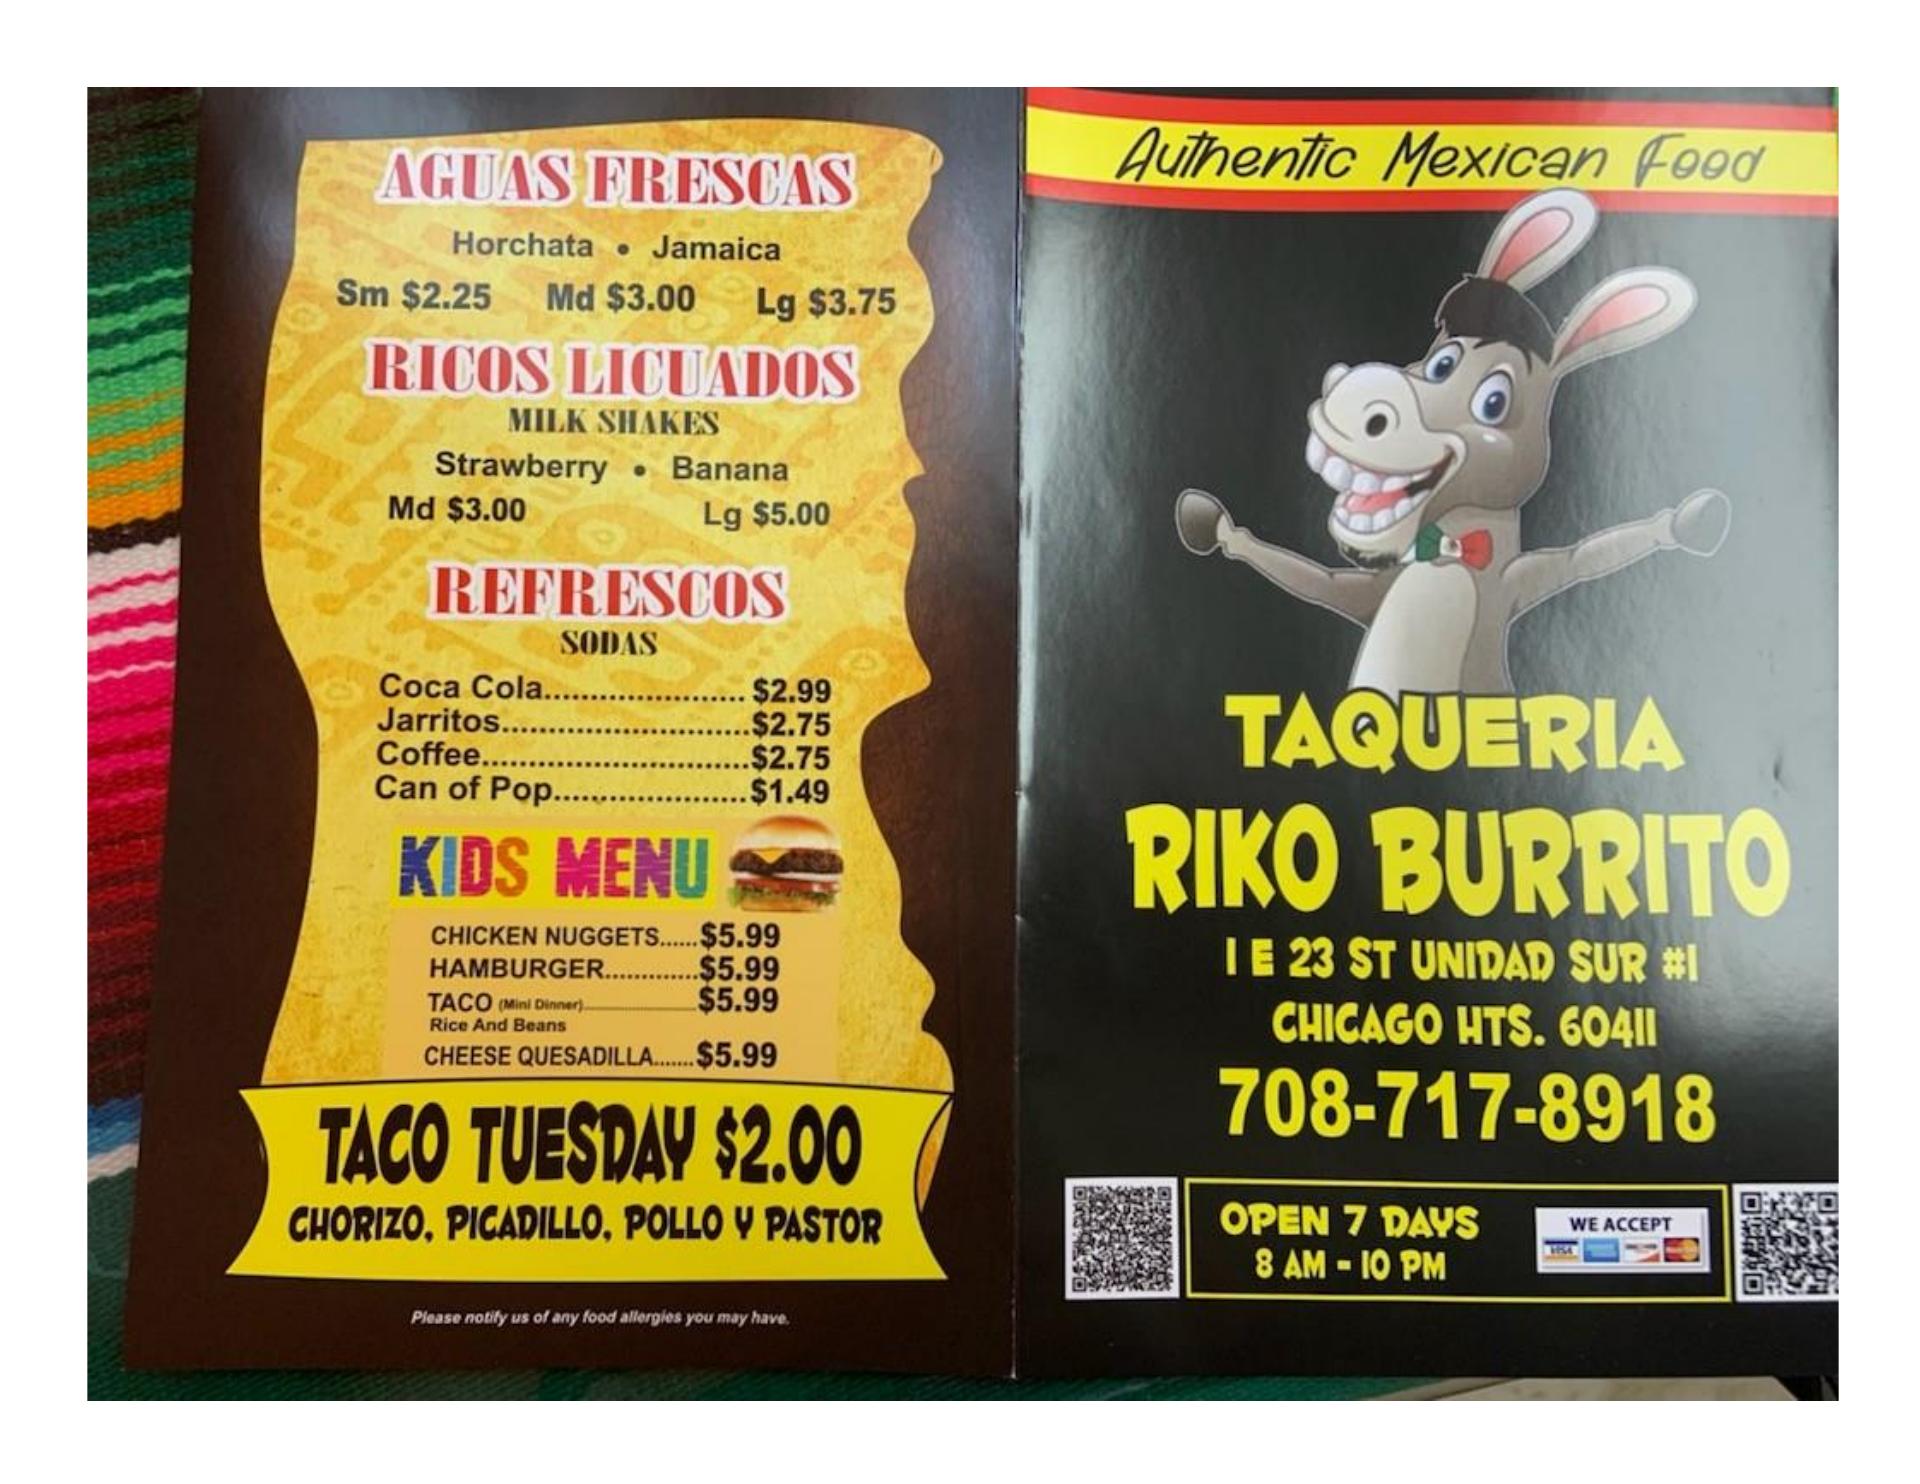 AGUAS FRESCAS
Horchata • Jamaica
Sm $2.25 Md $3.00 Lg $3.75
RICOS LICUADOS
MILK SHAKES
Strawberry • Banana
Md $3.00 Lg $5.00
REFRESCOS
SODAS
Coca Cola...................... $2.99
Jarritos...........................$2.75
Coffee.............................$2.75
Can of Pop.....................$1.49
KIDS MENU
CHICKEN NUGGETS......$5.99
HAMBURGER.............$5.99
TACO (Mini Dinner)..............................$5.99
Rice And Beans
CHEESE QUESADILLA.......$5.99
TACO TUESDAY $2.00
CHORIZO, PICADILLO, POLLO Y PASTOR
Please notify us of any food allergies you may have.
Authentic Mexican Food
TAQUERIA
RIKO BURRITO
1 E 23 ST UNIDAD SUR #1
CHICAGO HTS. 60411
708-717-8918
OPEN 7 DAYS
8 AM - 10 PM
WE ACCEPT
VISA